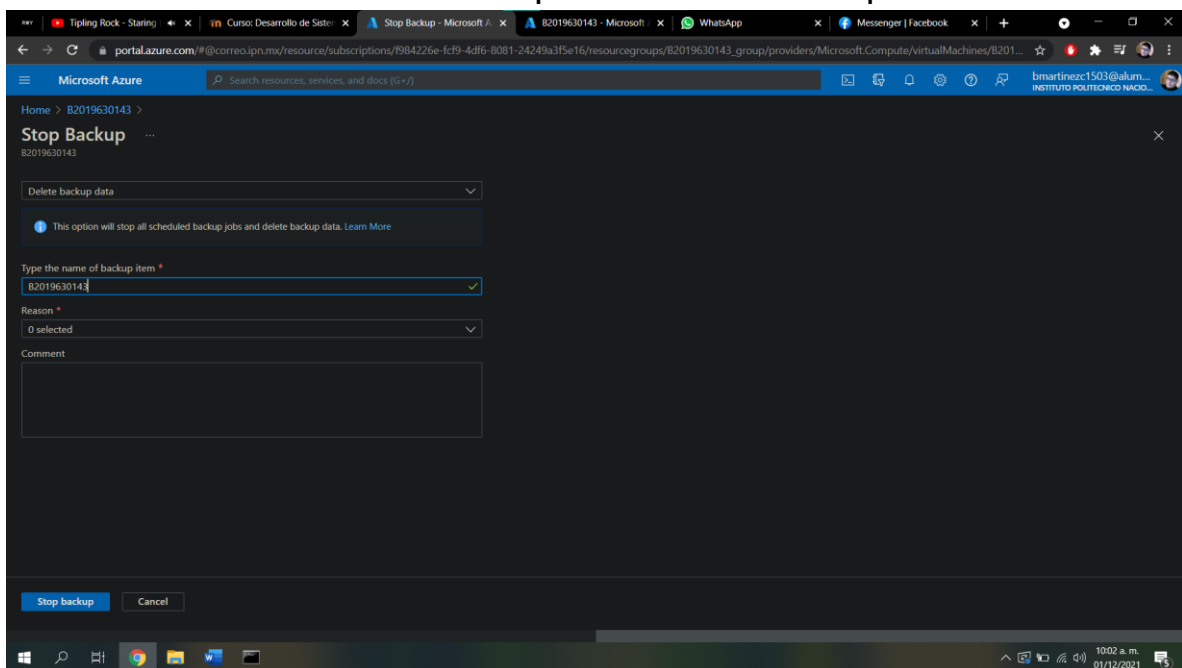 Tipling Rock - Staring
Curso: Desarrollo de Sister
Stop Backup - Microsoft A
B2019630143 - Microsoft
WhatsApp
Messenger | Facebook
portal.azure.com/#@correo.ipn.mx/resource/subscriptions/f984226e-fcf9-4df6-8081-24249a3f5e16/resourcegroups/B2019630143_group/providers/Microsoft.Compute/virtualMachines/B201...
Microsoft Azure
Search resources, services, and docs (G+/)
bmartinezc1503@alum...
INSTITUTO POLITECNICO NACIO...
Home > B2019630143 >
Stop Backup ...
B2019630143
Delete backup data
This option will stop all scheduled backup jobs and delete backup data. Learn More
Type the name of backup item *
B2019630143
Reason *
0 selected
Comment
Stop backup
Cancel
10:02 a. m.
01/12/2021